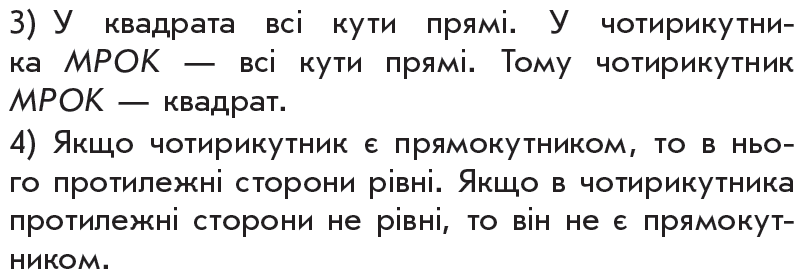 3) У квадрата всі кути прямі. У чотирикутни-
ка МРОК — всі кути прямі. Тому чотирикутник
МРОК — квадрат.
4) Якщо чотирикутник є прямокутником, то в ньо-
го протилежні сторони рівні. Якщо в чотирикутника
протилежні сторони не рівні, то він не є прямокут-
ником.